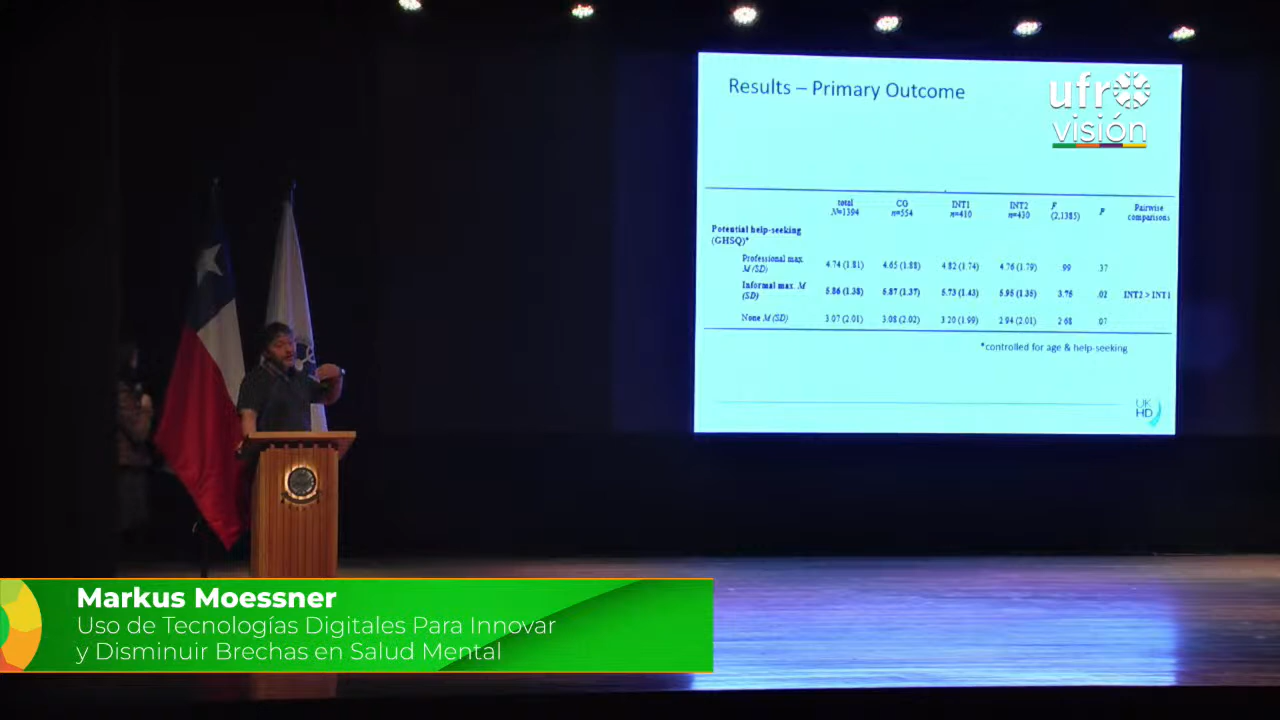 Results – Primary Outcome
ufro
visión
total
N=1394
CG
n=554
INT1
n=410
INT2
n=430
F
(2,1385)
P
Pairwise
comparisons
Potential help-seeking
(GHSQ)*
Professional max.
M (SD)
4.74 (1.81) 4.65 (1.88) 4.82 (1.74) 4.76 (1.79) .99 .37
Informal max. M
(SD)
5.86 (1.38) 5.87 (1.37) 5.73 (1.43) 5.95 (1.35) 3.76 .02 INT2 > INT1
None M (SD) 3.07 (2.01) 3.08 (2.02) 3.20 (1.99) 2.94 (2.01) 2.68 .07
*controlled for age & help-seeking
UK
HD
Markus Moessner
Uso de Tecnologías Digitales Para Innovar
y Disminuir Brechas en Salud Mental